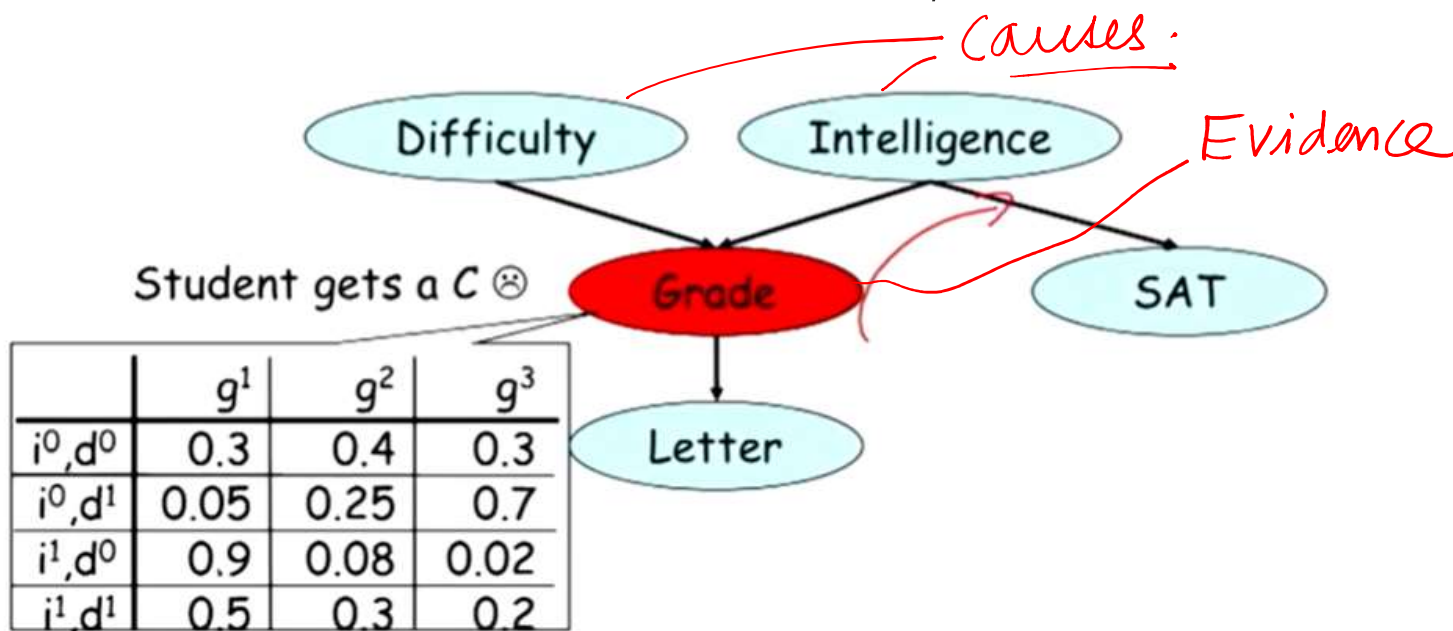 Causes.
Difficulty
Intelligence
Evidence
Student gets a C ☹
Grade
SAT
g¹ g² g³
i⁰,d⁰ 0.3 0.4 0.3
Letter
i⁰,d¹ 0.05 0.25 0.7
i¹,d⁰ 0.9 0.08 0.02
i¹,d¹ 0.5 0.3 0.2